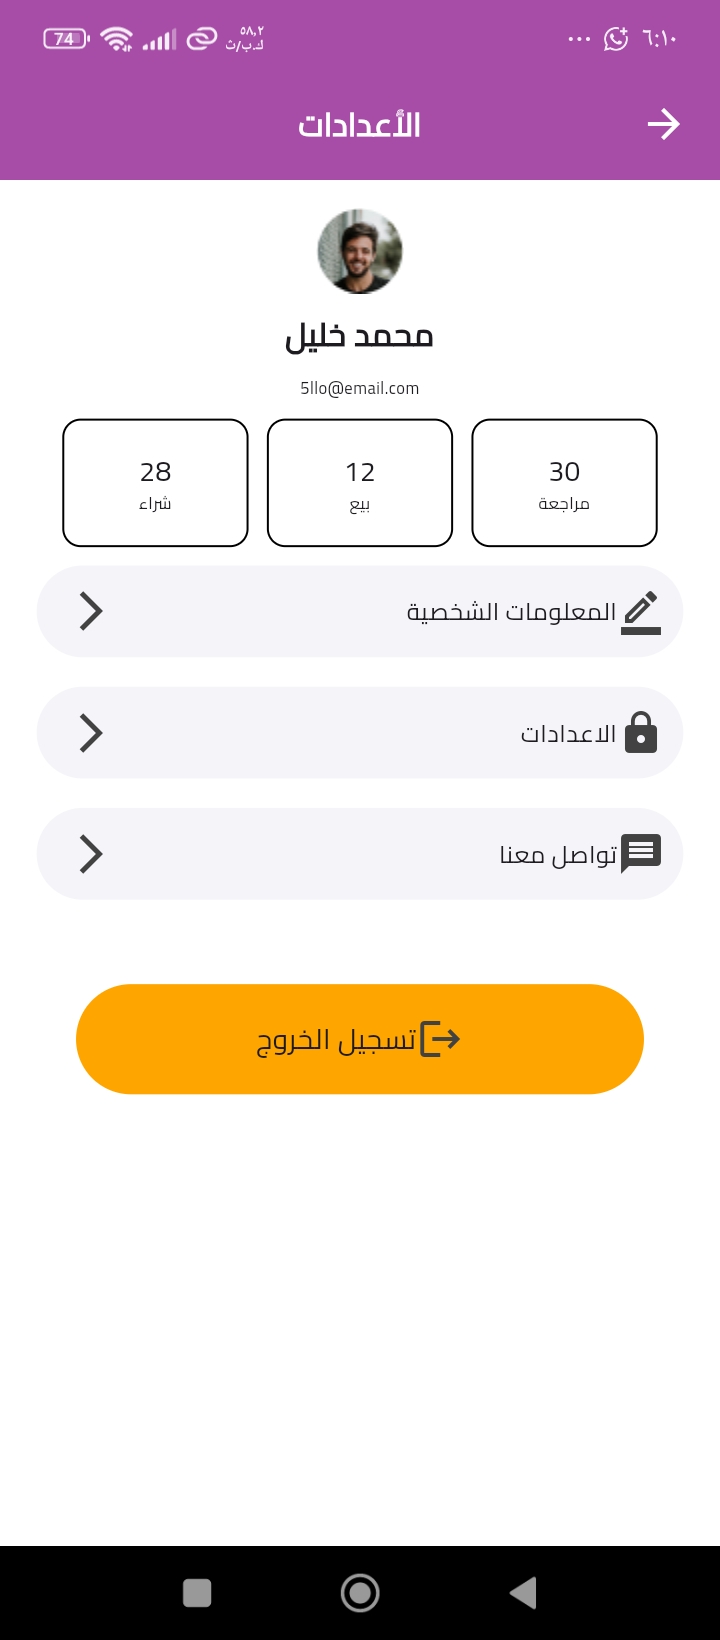 ٦:١٠
٥٨,٢
ك.ب/ث
74
الأعدادات
محمد خليل
5llo@email.com
30
مراجعة
12
بيع
28
شراء
المعلومات الشخصية
الاعدادات
تواصل معنا
تسجيل الخروج